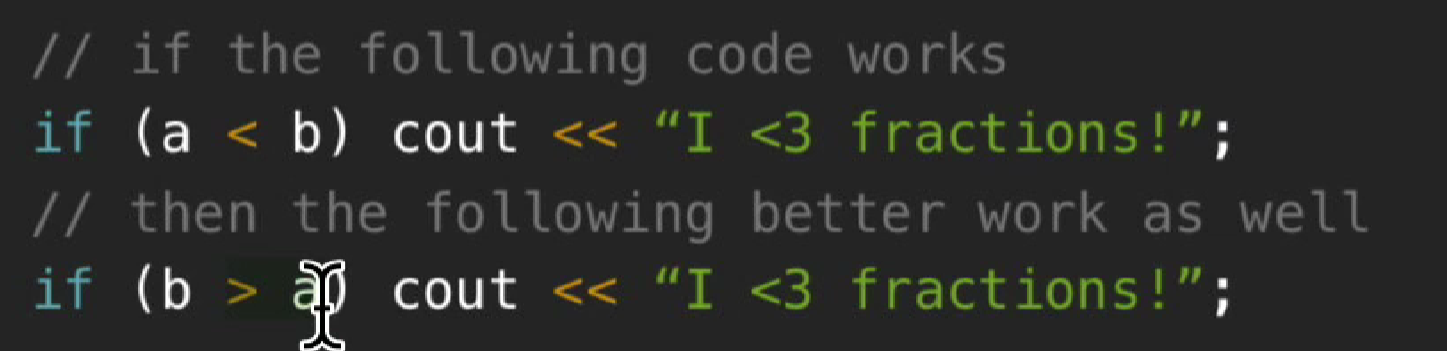 // if the following code works
if (a < b) cout << “I <3 fractions!”;
// then the following better work as well
if (b > a) cout << “I <3 fractions!”;